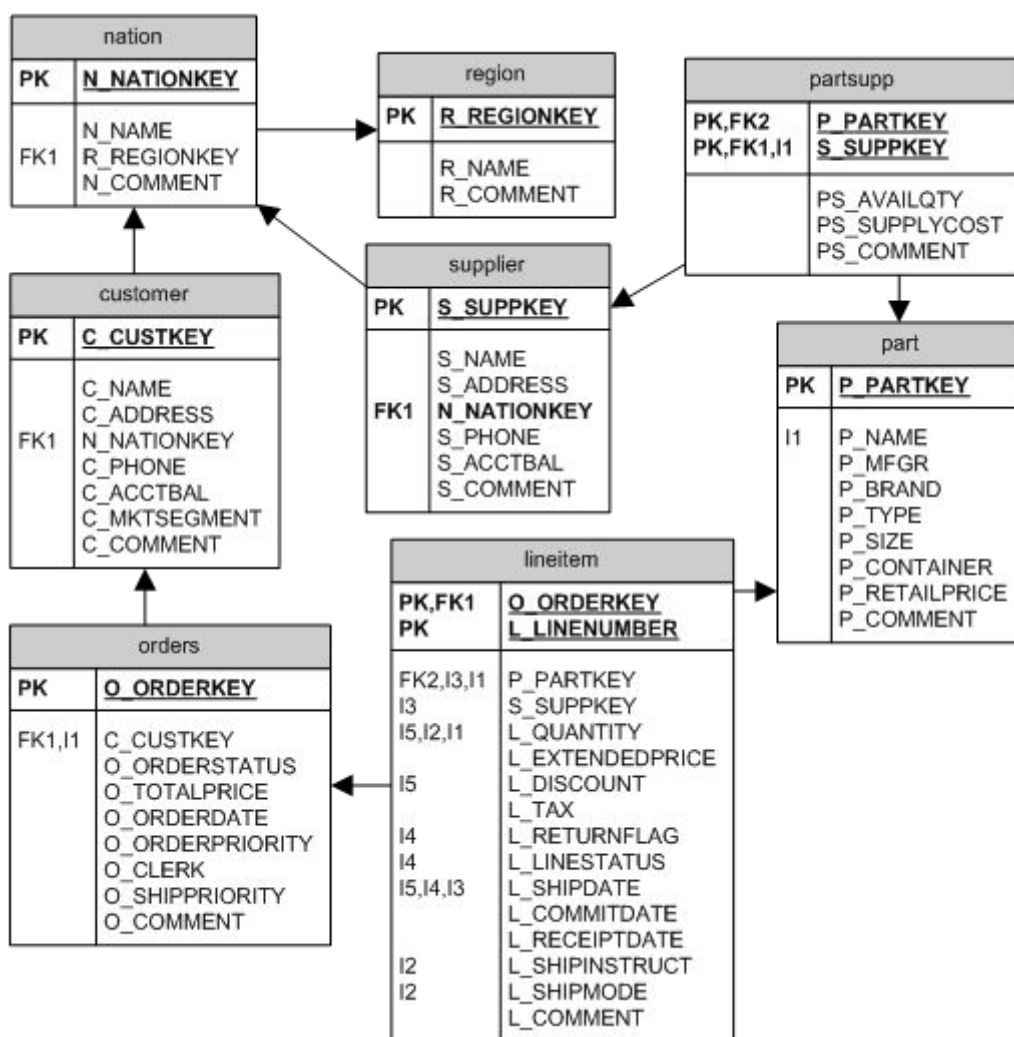 nation
PK N_NATIONKEY
N_NAME
FK1 R_REGIONKEY
N_COMMENT
region
PK R_REGIONKEY
R_NAME
R_COMMENT
partsupp
PK,FK2 P_PARTKEY
PK,FK1,I1 S_SUPPKEY
PS_AVAILQTY
PS_SUPPLYCOST
PS_COMMENT
customer
PK C_CUSTKEY
C_NAME
C_ADDRESS
FK1 N_NATIONKEY
C_PHONE
C_ACCTBAL
C_MKTSEGMENT
C_COMMENT
supplier
PK S_SUPPKEY
S_NAME
S_ADDRESS
FK1 N_NATIONKEY
S_PHONE
S_ACCTBAL
S_COMMENT
part
PK P_PARTKEY
I1 P_NAME
P_MFGR
P_BRAND
P_TYPE
P_SIZE
P_CONTAINER
P_RETAILPRICE
P_COMMENT
orders
PK O_ORDERKEY
FK1,I1 C_CUSTKEY
O_ORDERSTATUS
O_TOTALPRICE
O_ORDERDATE
O_ORDERPRIORITY
O_CLERK
O_SHIPPRIORITY
O_COMMENT
lineitem
PK,FK1 O_ORDERKEY
PK L_LINENUMBER
FK2,I3,I1 P_PARTKEY
I3 S_SUPPKEY
I5,I2,I1 L_QUANTITY
L_EXTENDEDPRICE
I5 L_DISCOUNT
L_TAX
I4 L_RETURNFLAG
I4 L_LINESTATUS
I5,I4,I3 L_SHIPDATE
L_COMMITDATE
L_RECEIPTDATE
I2 L_SHIPINSTRUCT
I2 L_SHIPMODE
L_COMMENT